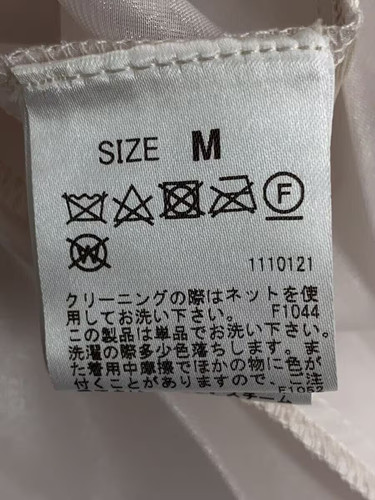 SIZE M
F
W
1110121
クリーニングの際はネットを使
用してお洗い下さい。 F1044
この製品は単品でお洗い下さい。
洗濯の際多少色落ちします。ま
た着用中摩擦でほかの物に色が
付くことがありますので、ご注
F1052